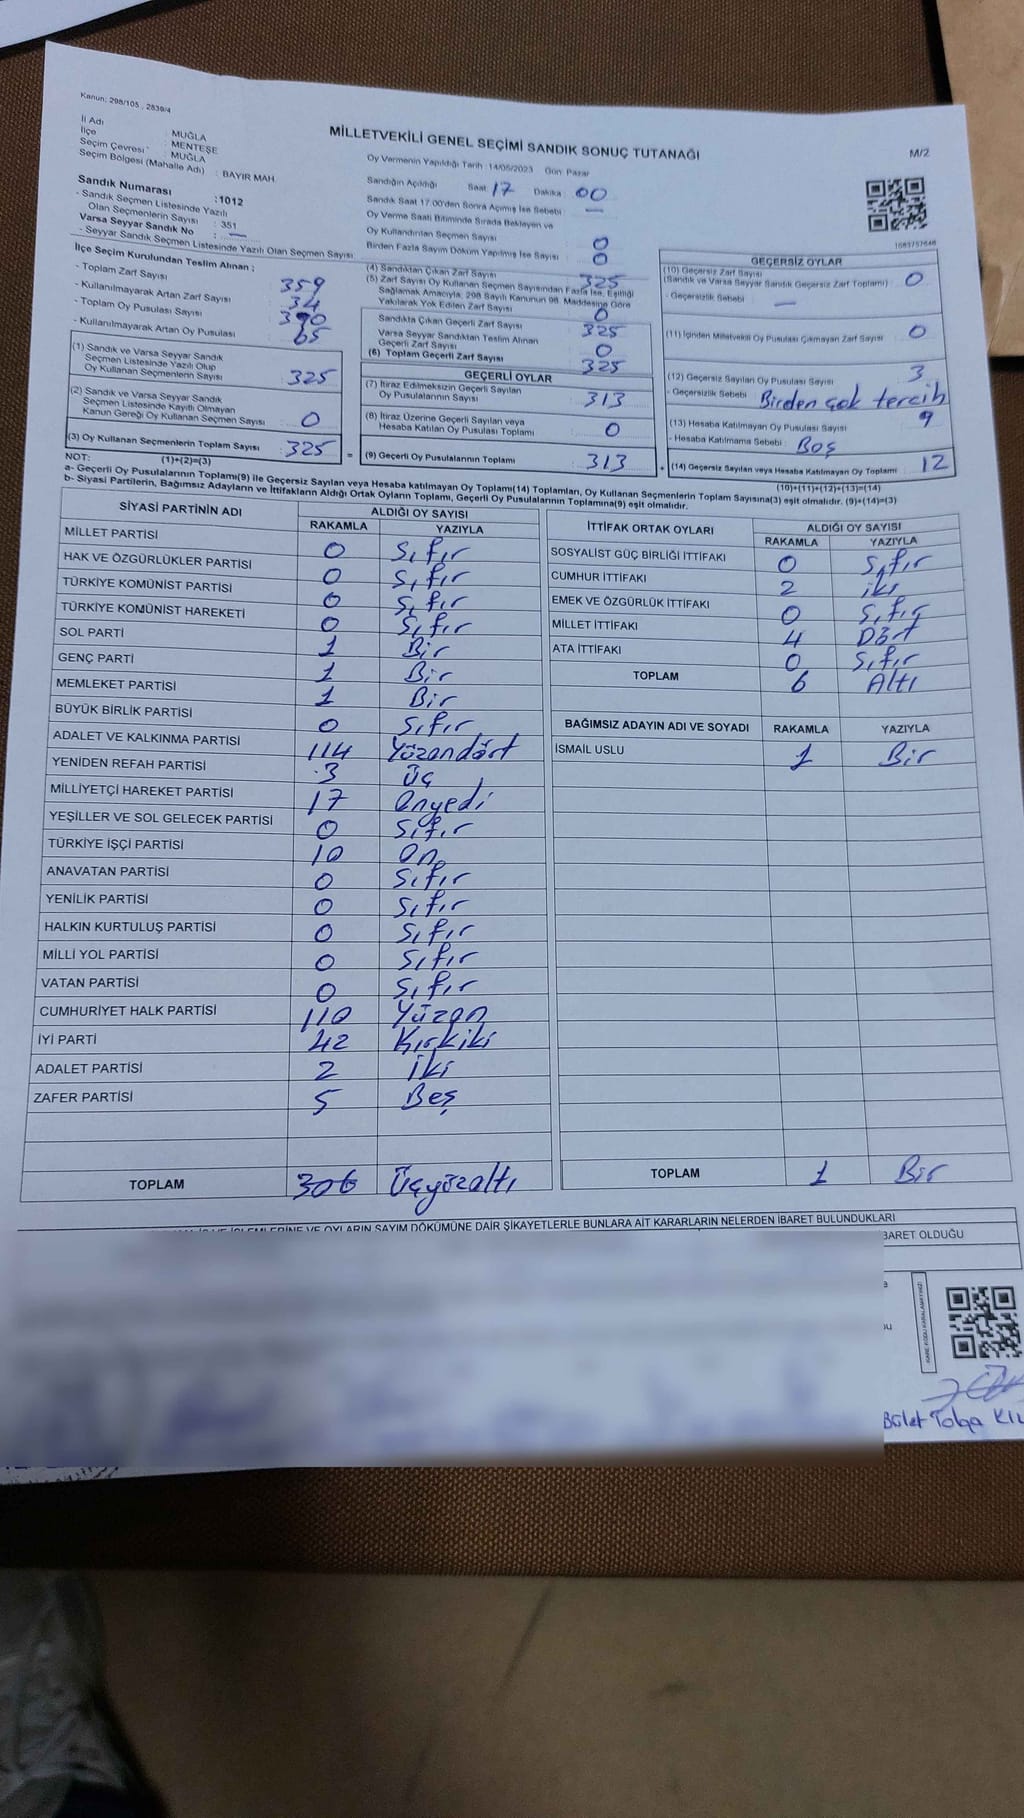 Kanun: 298/105 , 2839/4
MİLLETVEKİLİ GENEL SEÇİMİ SANDIK SONUÇ TUTANAĞI
M/2
İl Adı : MUĞLA
İlçe : MENTEŞE
Seçim Çevresi : MUĞLA
Seçim Bölgesi (Mahalle Adı) : BAYIR MAH.
Sandık Numarası : 1012
- Sandık Seçmen Listesinde Yazılı
Olan Seçmenlerin Sayısı : 351
Varsa Seyyar Sandık No : —
- Seyyar Sandık Seçmen Listesinde Yazılı Olan Seçmen Sayısı
Oy Vermenin Yapıldığı Tarih : 14/05/2023 Gün: Pazar
Sandığın Açıldığı Saat: 17 Dakika: 00
Sandık Saat 17.00'den Sonra Açımış İse Sebebi —
Oy Verme Saati Bitiminde Sırada Bekleyen ve
Oy Kullandırılan Seçmen Sayısı 0
Birden Fazla Sayım Döküm Yapılmış İse Sayısı 0
1683757646
İlçe Seçim Kurulundan Teslim Alınan ;
- Toplam Zarf Sayısı 359
- Kullanılmayarak Artan Zarf Sayısı 34
- Toplam Oy Pusulası Sayısı 390
- Kullanılmayarak Artan Oy Pusulası 65
(1) Sandık ve Varsa Seyyar Sandık
Seçmen Listesinde Yazılı Olup
Oy Kullanan Seçmenlerin Sayısı : 325
(2) Sandık ve Varsa Seyyar Sandık
Seçmen Listesinde Kayıtlı Olmayan
Kanun Gereği Oy Kullanan Seçmen Sayısı : 0
(3) Oy Kullanan Seçmenlerin Toplam Sayısı : 325
(4) Sandıktan Çıkan Zarf Sayısı : 325
(5) Zarf Sayısı Oy Kullanan Seçmen Sayısından Fazla İse, Eşitliği
Sağlamak Amacıyla, 298 Sayılı Kanunun 98. Maddesine Göre
Yakılarak Yok Edilen Zarf Sayısı : 0
Sandıkta Çıkan Geçerli Zarf Sayısı : 325
Varsa Seyyar Sandıktan Teslim Alınan
Geçerli Zarf Sayısı : 0
(6) Toplam Geçerli Zarf Sayısı : 325
GEÇERLİ OYLAR
(7) İtiraz Edilmeksizin Geçerli Sayılan
Oy Pusulalarının Sayısı : 313
(8) İtiraz Üzerine Geçerli Sayılan veya
Hesaba Katılan Oy Pusulası Toplamı : 0
= (9) Geçerli Oy Pusulalarının Toplamı : 313
GEÇERSİZ OYLAR
(10) Geçersiz Zarf Sayısı
(Sandık ve Varsa Seyyar Sandık Geçersiz Zarf Toplamı) : 0
- Geçersizlik Sebebi : —
(11) İçinden Milletvekili Oy Pusulası Çıkmayan Zarf Sayısı : 0
(12) Geçersiz Sayılan Oy Pusulası Sayısı : 3
- Geçersizlik Sebebi : Birden çok tercih
(13) Hesaba Katılmayan Oy Pusulası Sayısı : 9
- Hesaba Katılmama Sebebi : Boş
+ (14) Geçersiz Sayılan veya Hesaba Katılmayan Oy Toplamı : 12
NOT: (1)+(2)=(3)
(10)+(11)+(12)+(13)=(14)
a- Geçerli Oy Pusulalarının Toplamı(9) ile Geçersiz Sayılan veya Hesaba katılmayan Oy Toplamı(14) Toplamları, Oy Kullanan Seçmenlerin Toplam Sayısına(3) eşit olmalıdır. (9)+(14)=(3)
b- Siyasi Partilerin, Bağımsız Adayların ve İttifakların Aldığı Ortak Oyların Toplamı, Geçerli Oy Pusulalarının Toplamına(9) eşit olmalıdır.
SİYASİ PARTİNİN ADI ALDIĞI OY SAYISI
RAKAMLA YAZIYLA
MİLLET PARTİSİ 0 Sıfır
HAK VE ÖZGÜRLÜKLER PARTİSİ 0 Sıfır
TÜRKİYE KOMÜNİST PARTİSİ 0 Sıfır
TÜRKİYE KOMÜNİST HAREKETİ 0 Sıfır
SOL PARTİ 1 Bir
GENÇ PARTİ 1 Bir
MEMLEKET PARTİSİ 1 Bir
BÜYÜK BİRLİK PARTİSİ 0 Sıfır
ADALET VE KALKINMA PARTİSİ 114 Yüzondört
YENİDEN REFAH PARTİSİ 3 Üç
MİLLİYETÇİ HAREKET PARTİSİ 17 Onyedi
YEŞİLLER VE SOL GELECEK PARTİSİ 0 Sıfır
TÜRKİYE İŞÇİ PARTİSİ 10 On
ANAVATAN PARTİSİ 0 Sıfır
YENİLİK PARTİSİ 0 Sıfır
HALKIN KURTULUŞ PARTİSİ 0 Sıfır
MİLLİ YOL PARTİSİ 0 Sıfır
VATAN PARTİSİ 0 Sıfır
CUMHURİYET HALK PARTİSİ 110 Yüzon
İYİ PARTİ 42 Kırkiki
ADALET PARTİSİ 2 İki
ZAFER PARTİSİ 5 Beş
TOPLAM 306 Üçyüzaltı
İTTİFAK ORTAK OYLARI ALDIĞI OY SAYISI
RAKAMLA YAZIYLA
SOSYALİST GÜÇ BİRLİĞİ İTTİFAKI 0 Sıfır
CUMHUR İTTİFAKI 2 iki
EMEK VE ÖZGÜRLÜK İTTİFAKI 0 Sıfır
MİLLET İTTİFAKI 4 Dört
ATA İTTİFAKI 0 Sıfır
TOPLAM 6 Altı
BAĞIMSIZ ADAYIN ADI VE SOYADI RAKAMLA YAZIYLA
İSMAİL USLU 1 Bir
TOPLAM 1 Bir
İŞLEMLERİNE VE OYLARIN SAYIM DÖKÜMÜNE DAİR ŞİKAYETLERLE BUNLARA AİT KARARLARIN NELERDEN İBARET BULUNDUKLARI
BARET OLDUĞU
KARE KODU KARALAMAYINIZ!
Tolga